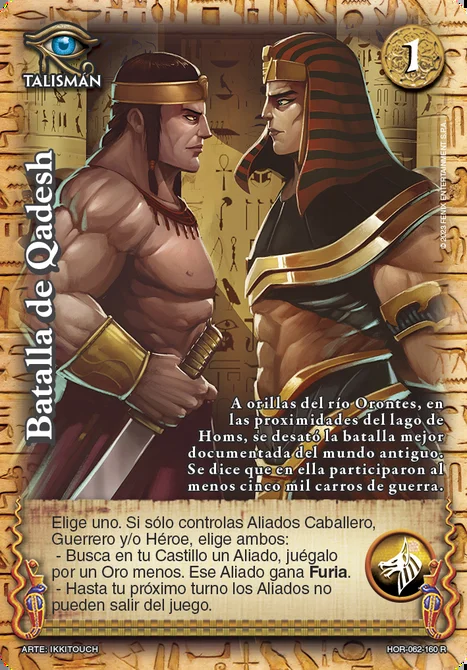 TALISMÁN
1
Batalla de Qadesh
© 2023 FENIX ENTERTAINMENT S.P.A.
A orillas del río Orontes, en
las proximidades del lago de
Homs, se desató la batalla mejor
documentada del mundo antiguo.
Se dice que en ella participaron al
menos cinco mil carros de guerra.
Elige uno. Si sólo controlas Aliados Caballero,
Guerrero y/o Héroe, elige ambos:
- Busca en tu Castillo un Aliado, juégalo
por un Oro menos. Ese Aliado gana Furia.
- Hasta tu próximo turno los Aliados no
pueden salir del juego.
ARTE: IKKITOUCH
HOR-062-160 R